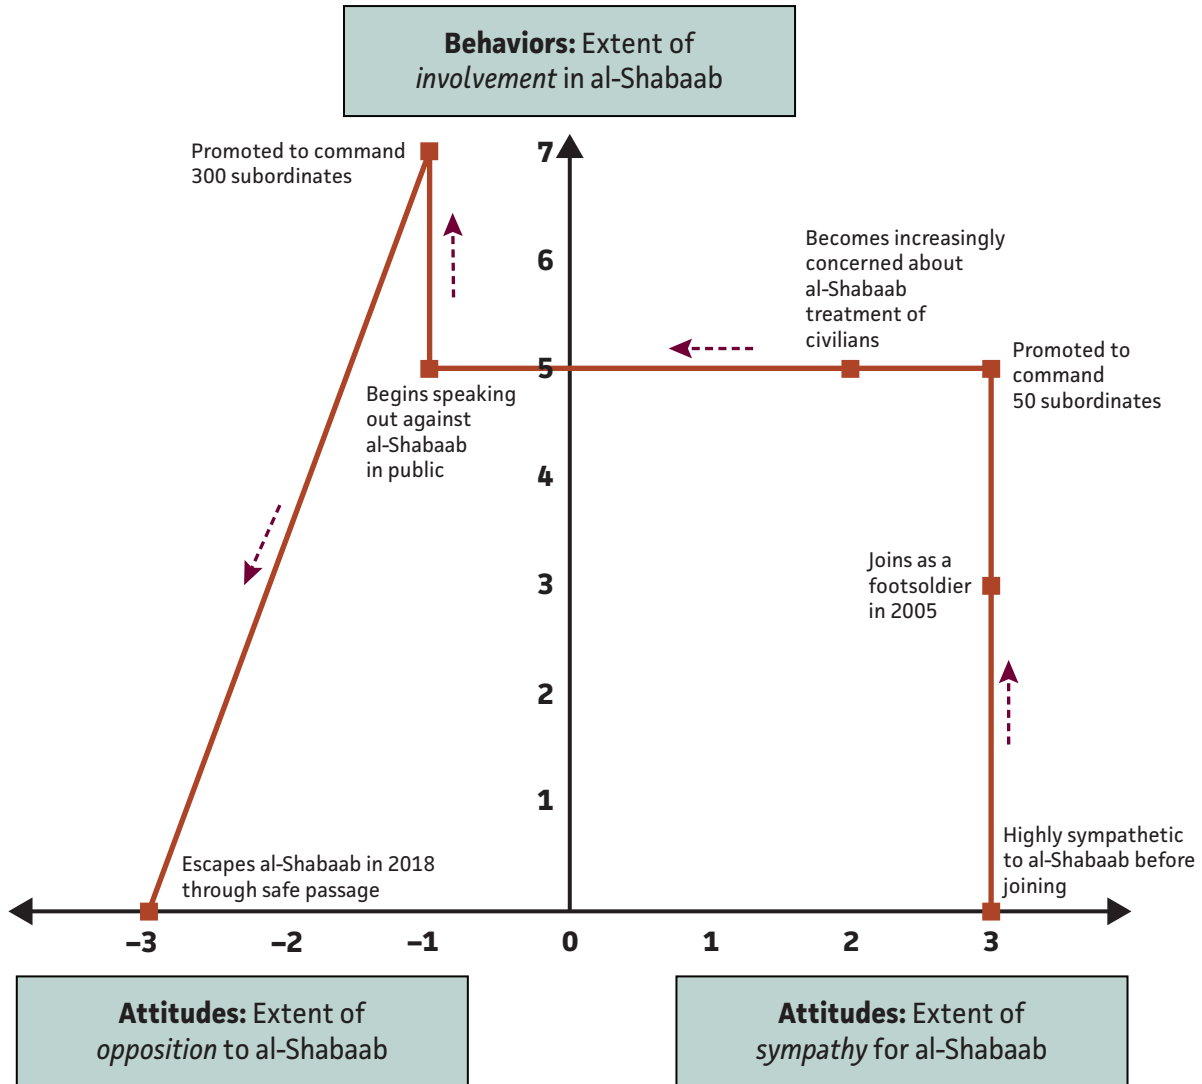 Behaviors: Extent of
involvement in al-Shabaab
Promoted to command
300 subordinates
7
6
5
4
3
2
1
Becomes increasingly
concerned about
al-Shabaab
treatment of
civilians
Promoted to
command
50 subordinates
Begins speaking
out against
al-Shabaab
in public
Joins as a
footsoldier
in 2005
Highly sympathetic
to al-Shabaab before
joining
Escapes al-Shabaab in 2018
through safe passage
–3 –2 –1 0 1 2 3
Attitudes: Extent of
opposition to al-Shabaab
Attitudes: Extent of
sympathy for al-Shabaab